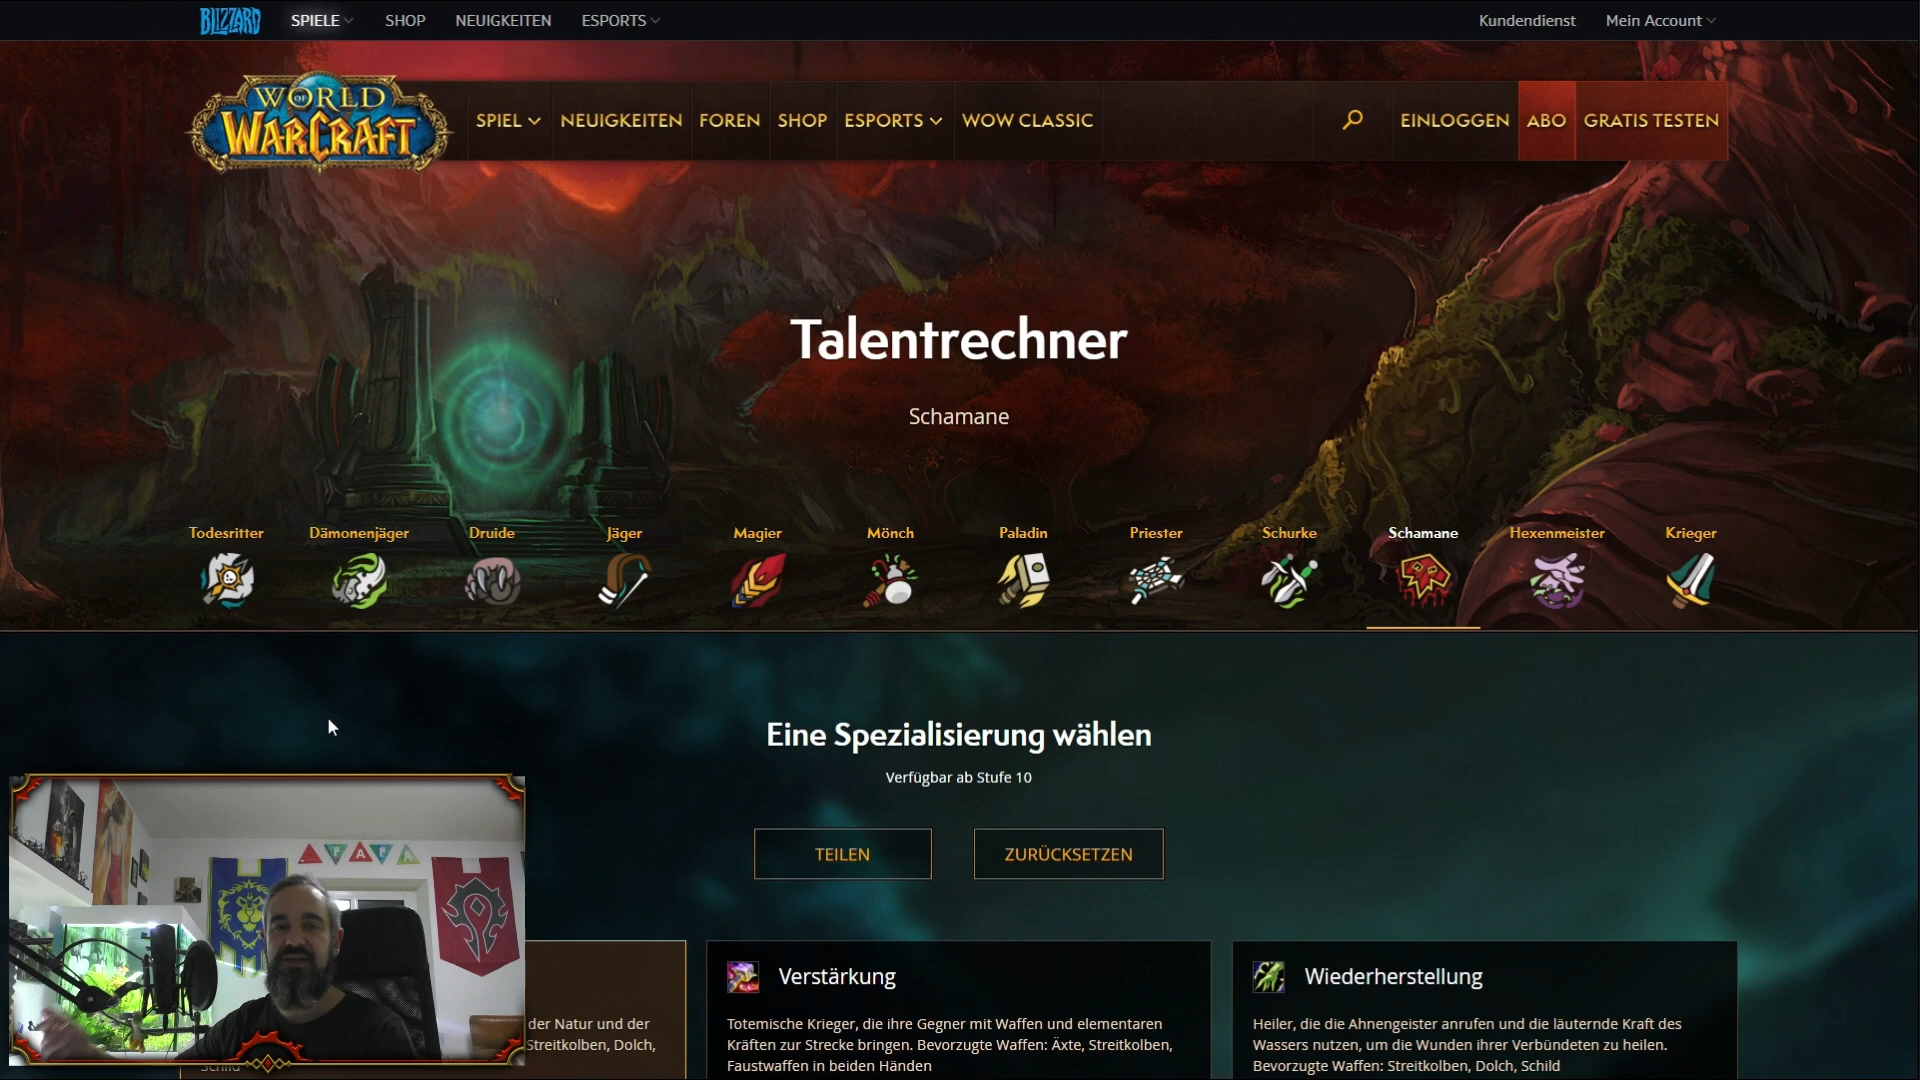 BLIZZARD SPIELE SHOP NEUIGKEITEN ESPORTS Kundendienst Mein Account
WORLD OF WARCRAFT
SPIEL NEUIGKEITEN FOREN SHOP ESPORTS WOW CLASSIC EINLOGGEN ABO GRATIS TESTEN
Talentrechner
Schamane
Todesritter Dämonenjäger Druide Jäger Magier Mönch Paladin Priester Schurke Schamane Hexenmeister Krieger
Eine Spezialisierung wählen
Verfügbar ab Stufe 10
TEILEN ZURÜCKSETZEN
der Natur und der
Streitkolben, Dolch,
Schild
Verstärkung
Totemische Krieger, die ihre Gegner mit Waffen und elementaren
Kräften zur Strecke bringen. Bevorzugte Waffen: Äxte, Streitkolben,
Faustwaffen in beiden Händen
Wiederherstellung
Heiler, die die Ahnengeister anrufen und die läuternde Kraft des
Wassers nutzen, um die Wunden ihrer Verbündeten zu heilen.
Bevorzugte Waffen: Streitkolben, Dolch, Schild